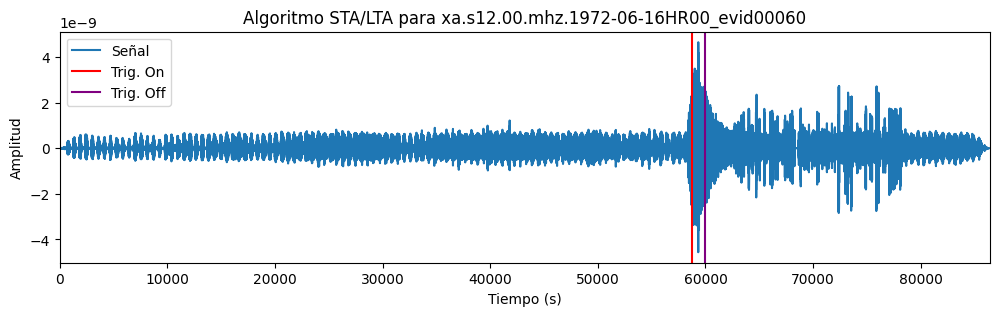 Algoritmo STA/LTA para xa.s12.00.mhz.1972-06-16HR00_evid00060
1e−9
Señal
Trig. On
Trig. Off
4
2
0
−2
−4
Amplitud
0 10000 20000 30000 40000 50000 60000 70000 80000
Tiempo (s)